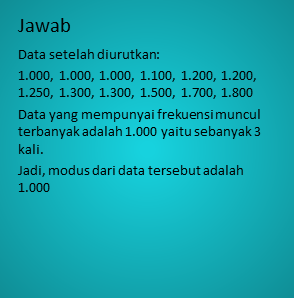 Jawab
Data setelah diurutkan:
1.000, 1.000, 1.000, 1.100, 1.200, 1.200,
1.250, 1.300, 1.300, 1.500, 1.700, 1.800
Data yang mempunyai frekuensi muncul
terbanyak adalah 1.000 yaitu sebanyak 3
kali.
Jadi, modus dari data tersebut adalah
1.000